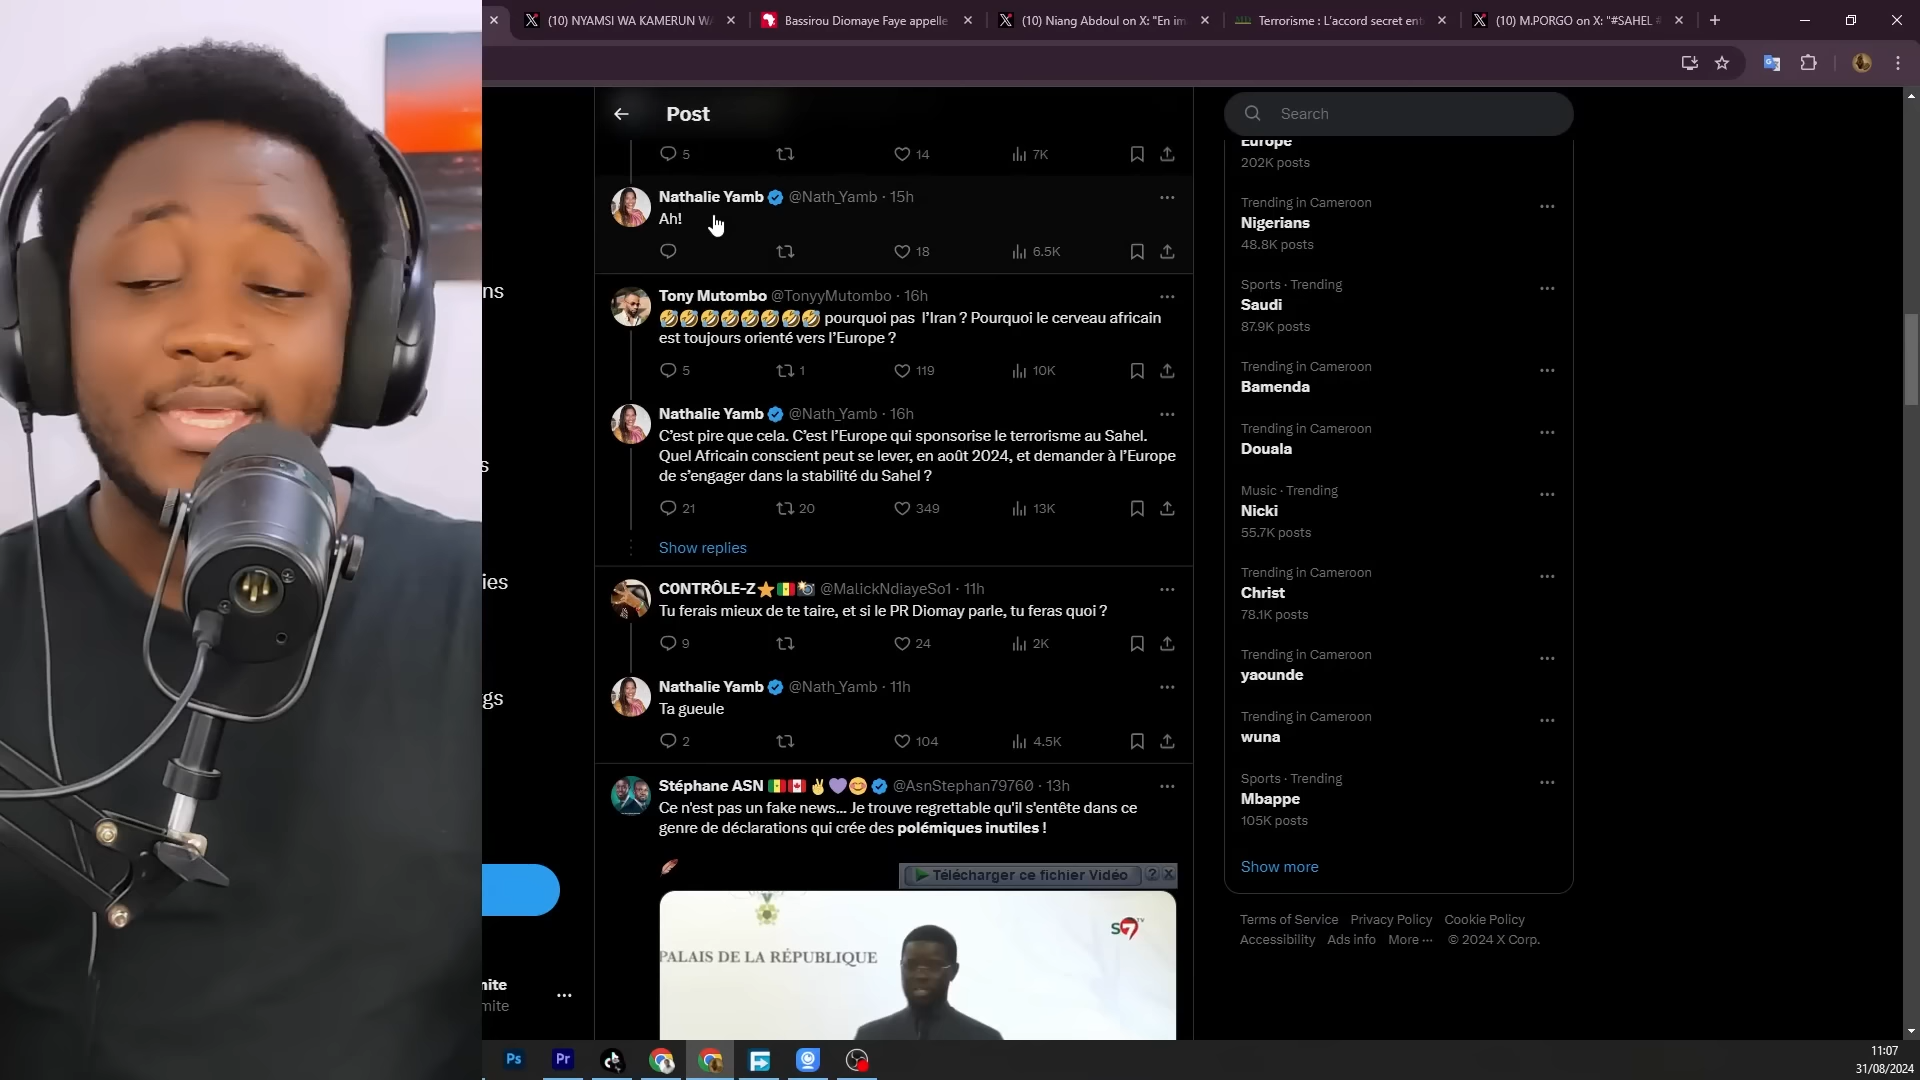 (10) NYAMSI WA KAMERUN W
Bassirou Diomaye Faye appelle
(10) Niang Abdoul on X: "En im
Terrorisme : L'accord secret ent
(10) M.PORGO on X: "#SAHEL #
Post
5
14
7K
Nathalie Yamb @Nath_Yamb · 15h
Ah!
18
6.5K
Tony Mutombo @TonyyMutombo · 16h
🤣🤣🤣🤣🤣🤣🤣🤣 pourquoi pas l'Iran ? Pourquoi le cerveau africain
est toujours orienté vers l'Europe ?
5
1
119
10K
Nathalie Yamb @Nath_Yamb · 16h
C'est pire que cela. C'est l'Europe qui sponsorise le terrorisme au Sahel.
Quel Africain conscient peut se lever, en août 2024, et demander à l'Europe
de s'engager dans la stabilité du Sahel ?
21
20
349
13K
Show replies
C0NTRÔLE-Z⭐🇸🇳📸 @MalickNdiayeSo1 · 11h
Tu ferais mieux de te taire, et si le PR Diomay parle, tu feras quoi ?
9
24
2K
Nathalie Yamb @Nath_Yamb · 11h
Ta gueule
2
104
4.5K
Stéphane ASN 🇸🇳🇨🇦✌💜😊 @AsnStephan79760 · 13h
Ce n'est pas un fake news... Je trouve regrettable qu'il s'entête dans ce
genre de déclarations qui crée des polémiques inutiles !
Télécharger ce fichier Vidéo ? X
PALAIS DE LA RÉPUBLIQUE
S7 TV
Search
Europe
202K posts
Trending in Cameroon
Nigerians
48.8K posts
Sports · Trending
Saudi
87.9K posts
Trending in Cameroon
Bamenda
Trending in Cameroon
Douala
Music · Trending
Nicki
55.7K posts
Trending in Cameroon
Christ
78.1K posts
Trending in Cameroon
yaounde
Trending in Cameroon
wuna
Sports · Trending
Mbappe
105K posts
Show more
Terms of Service Privacy Policy Cookie Policy
Accessibility Ads info More ··· © 2024 X Corp.
ns
s
ies
gs
nite
mite
Ps
Pr
11:07
31/08/2024